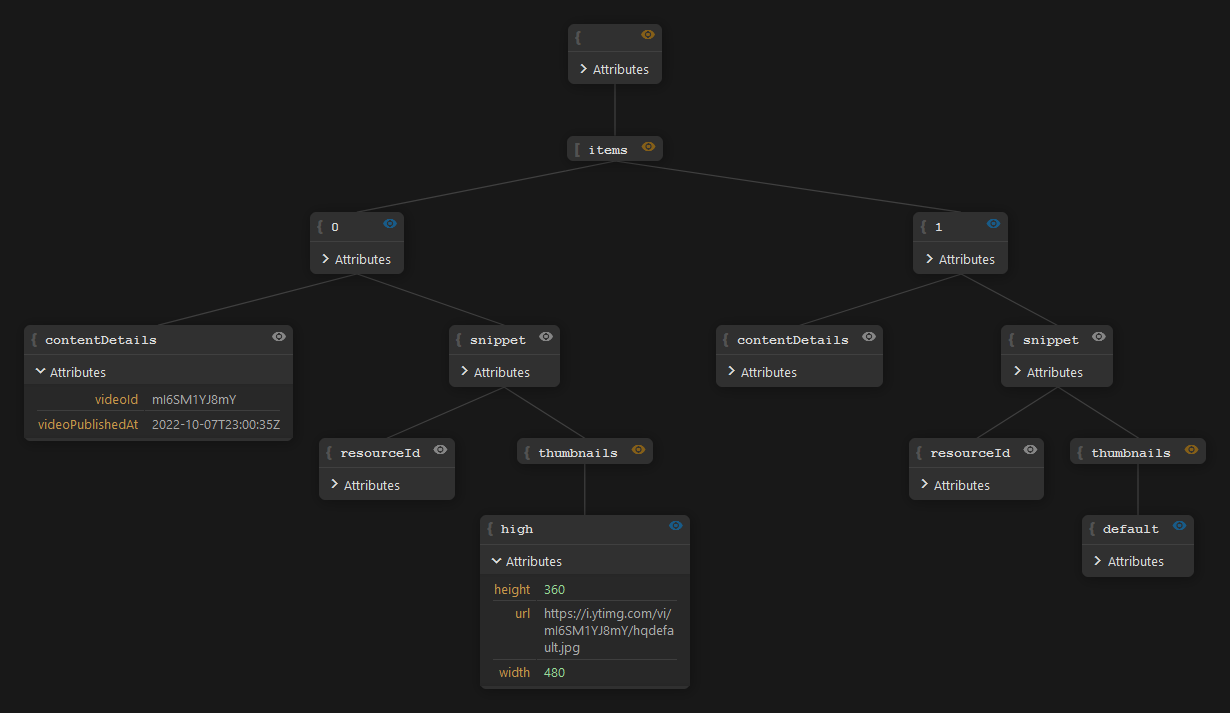 {
Attributes
[ items
{ 0
Attributes
{ 1
Attributes
{ contentDetails
Attributes
videoId mI6SM1YJ8mY
videoPublishedAt 2022-10-07T23:00:35Z
{ snippet
Attributes
{ contentDetails
Attributes
{ snippet
Attributes
{ resourceId
Attributes
{ thumbnails
{ resourceId
Attributes
{ thumbnails
{ high
Attributes
height 360
url https://i.ytimg.com/vi/
mI6SM1YJ8mY/hqdefa
ult.jpg
width 480
{ default
Attributes